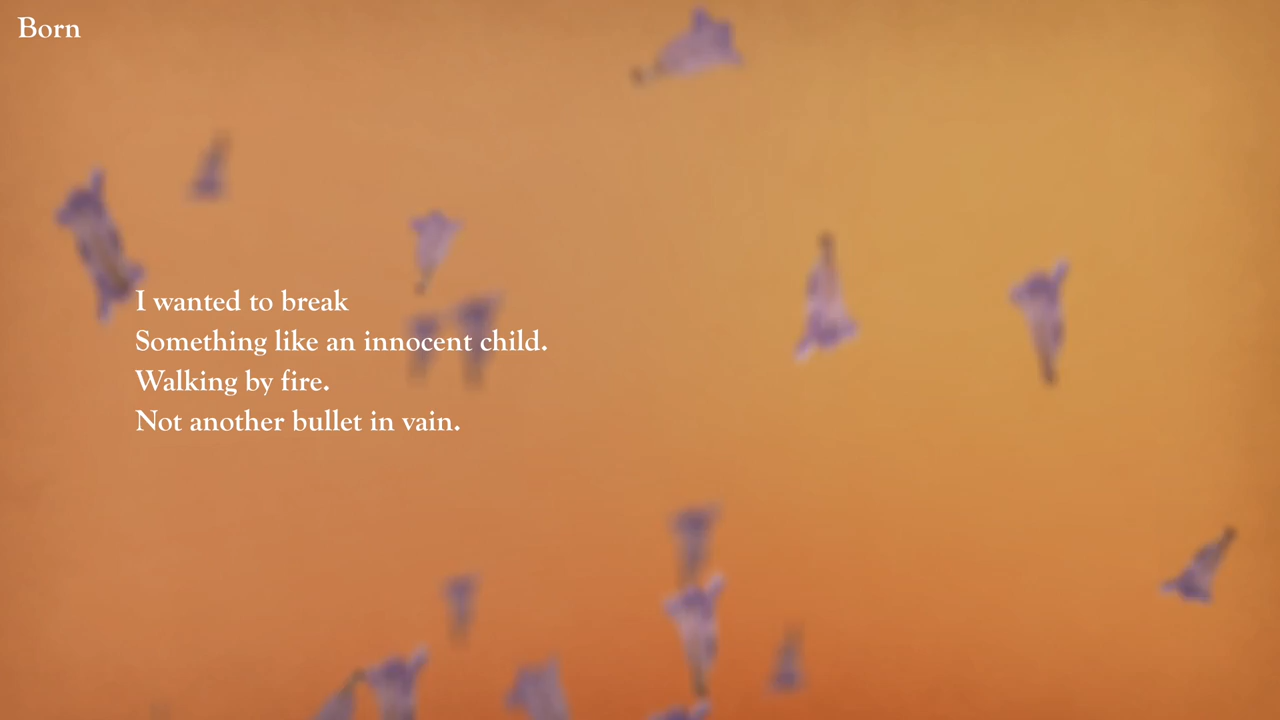 Born
I wanted to break
Something like an innocent child.
Walking by fire.
Not another bullet in vain.